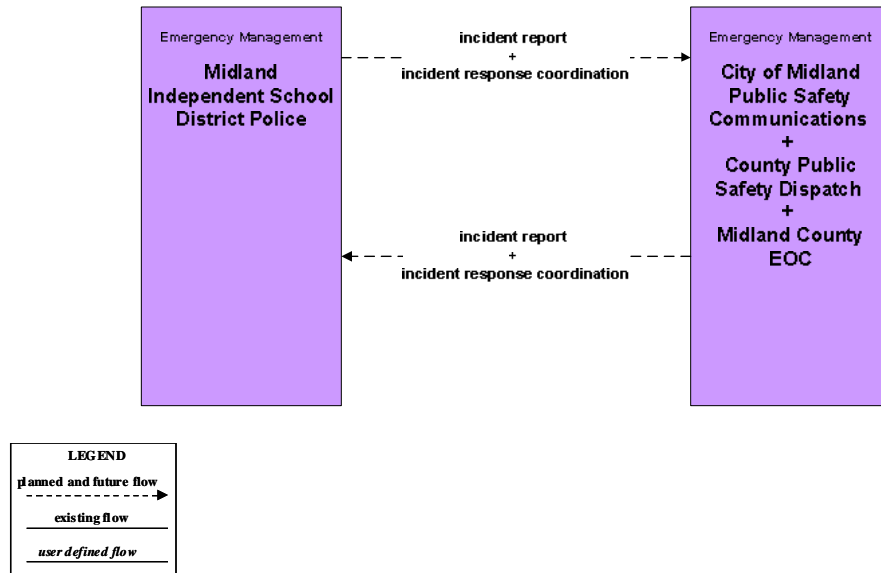 Emergency Management
Midland
Independent School
District Police
incident report
+
incident response coordination
incident report
+
incident response coordination
Emergency Management
City of Midland
Public Safety
Communications
+
County Public
Safety Dispatch
+
Midland County
EOC
LEGEND
planned and future flow
existing flow
user defined flow